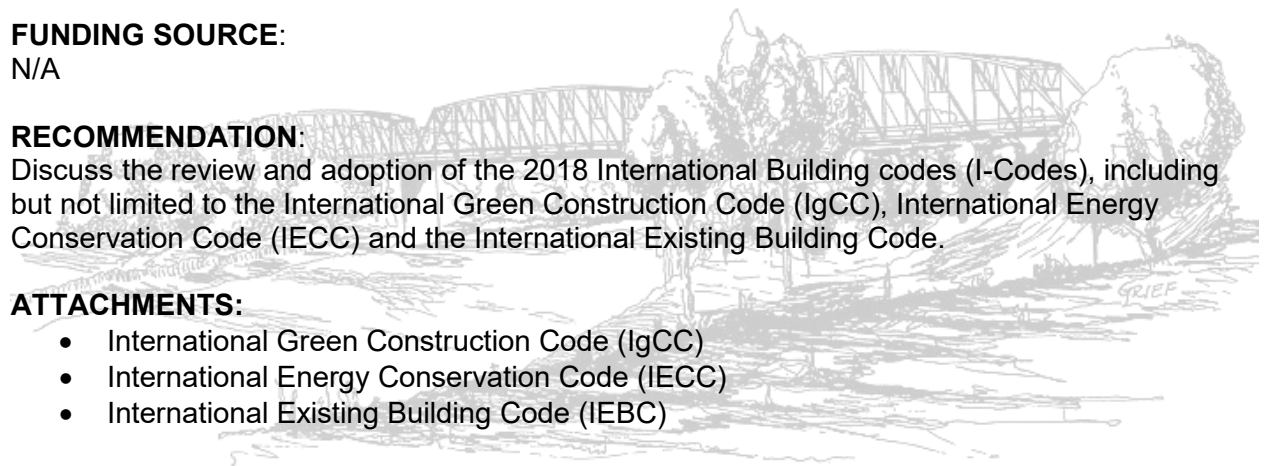 FUNDING SOURCE:
N/A
RECOMMENDATION:
Discuss the review and adoption of the 2018 International Building codes (I-Codes), including
but not limited to the International Green Construction Code (IgCC), International Energy
Conservation Code (IECC) and the International Existing Building Code.
GRIEF
ATTACHMENTS:
• International Green Construction Code (IgCC)
• International Energy Conservation Code (IECC)
• International Existing Building Code (IEBC)